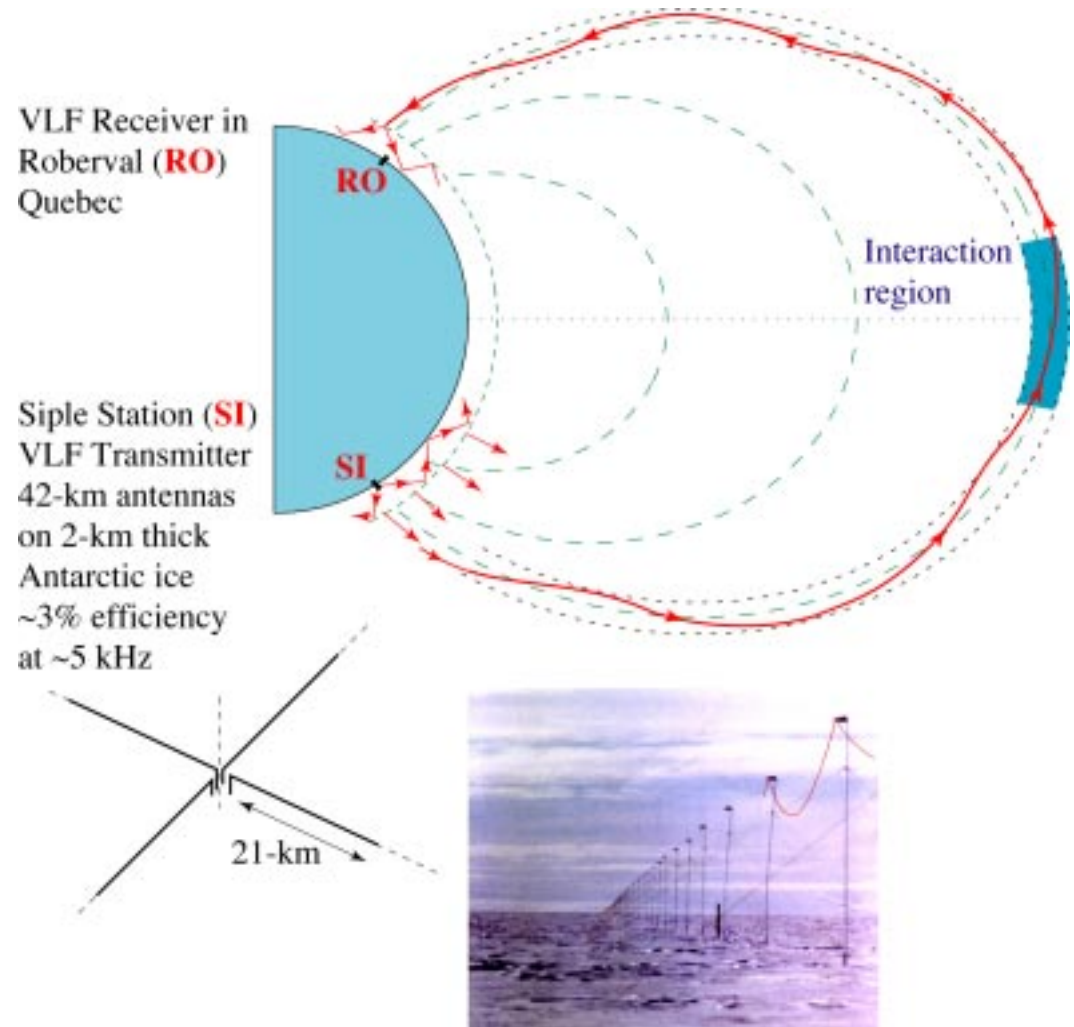 VLF Receiver in
Roberval (RO)
Quebec
RO
Interaction
region
Siple Station (SI)
VLF Transmitter
42-km antennas
on 2-km thick
Antarctic ice
~3% efficiency
at ~5 kHz
SI
21-km